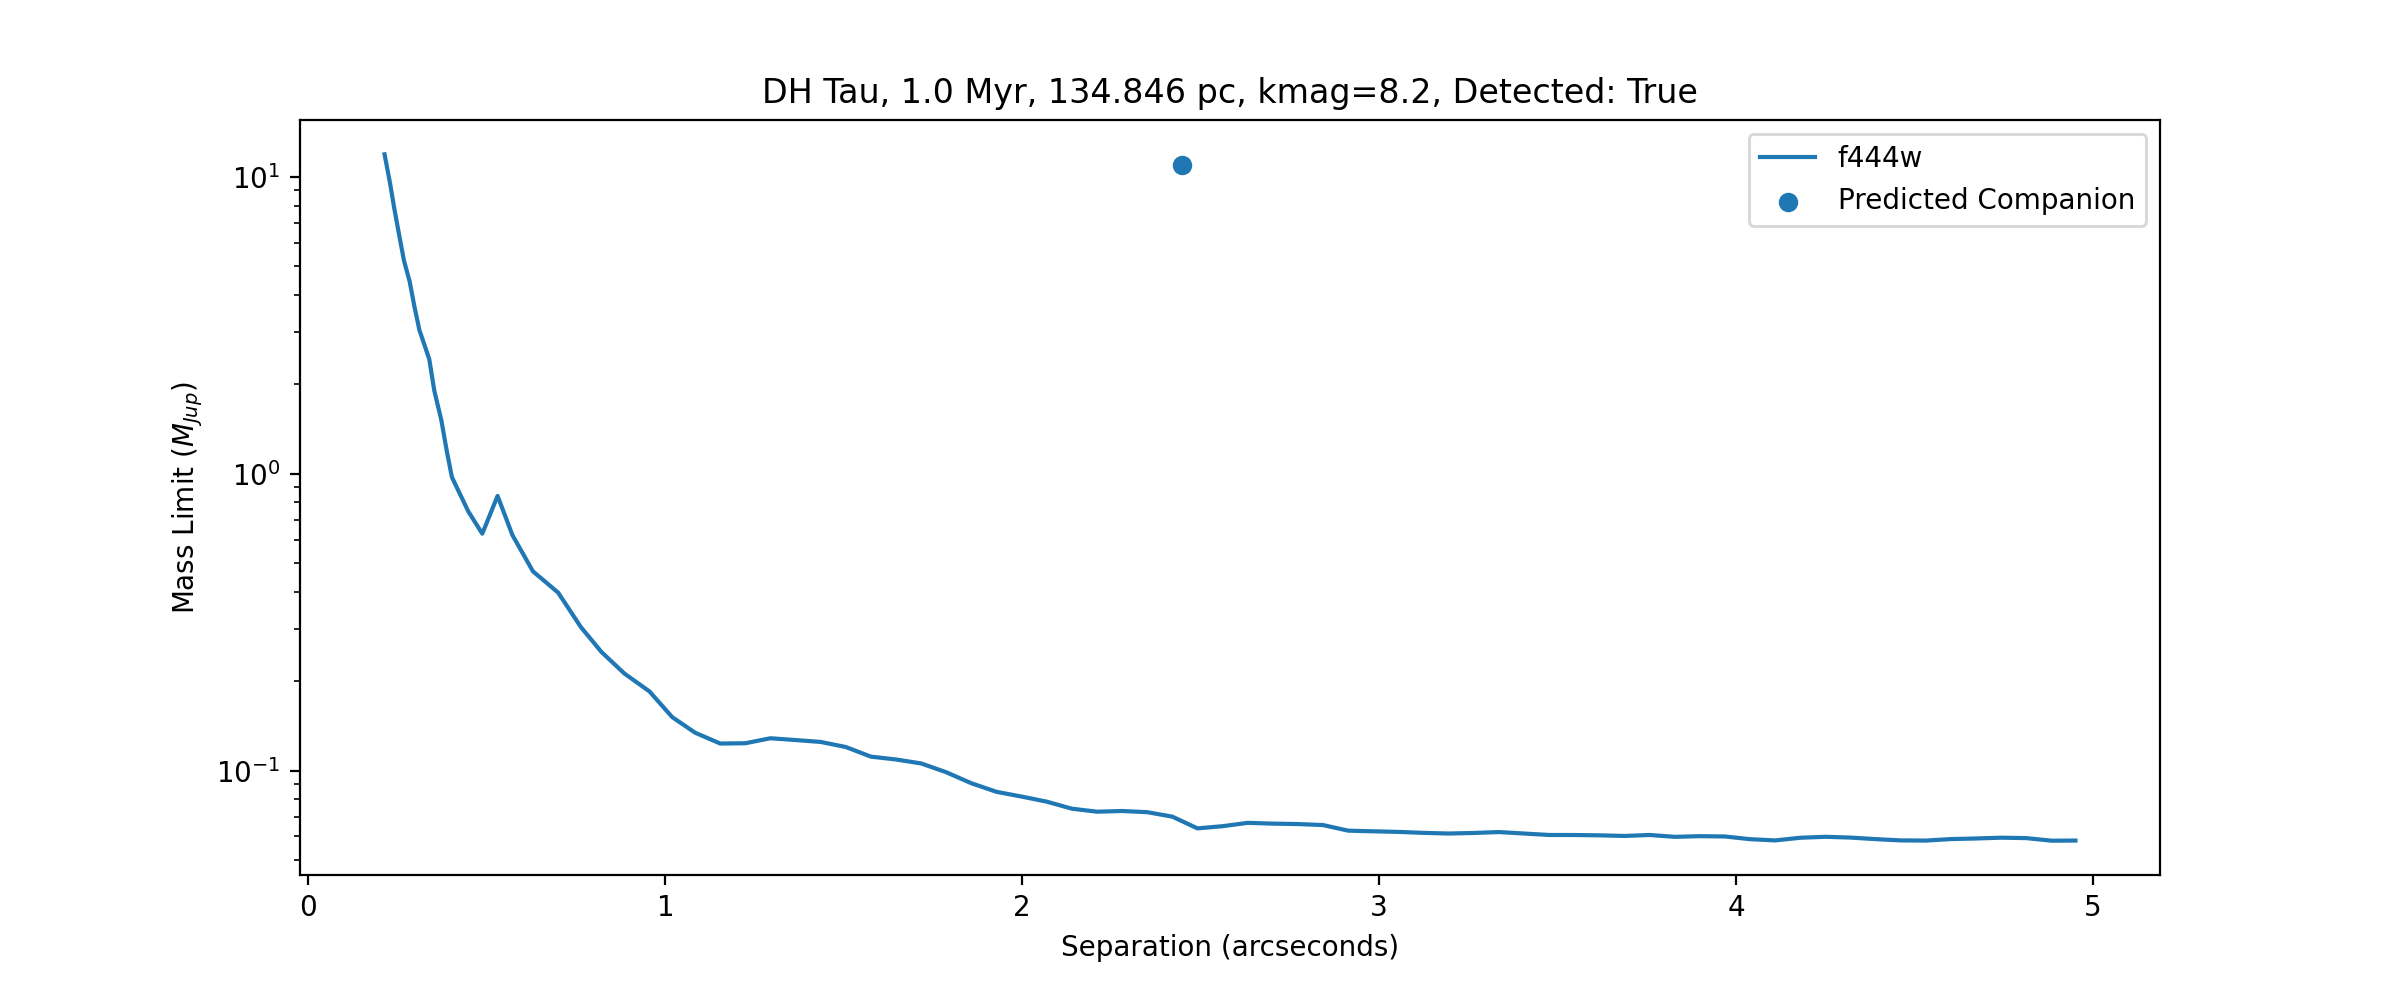 DH Tau, 1.0 Myr, 134.846 pc, kmag=8.2, Detected: True
f444w
Predicted Companion
10¹
10⁰
10⁻¹
Mass Limit (M_Jup)
0 1 2 3 4 5
Separation (arcseconds)